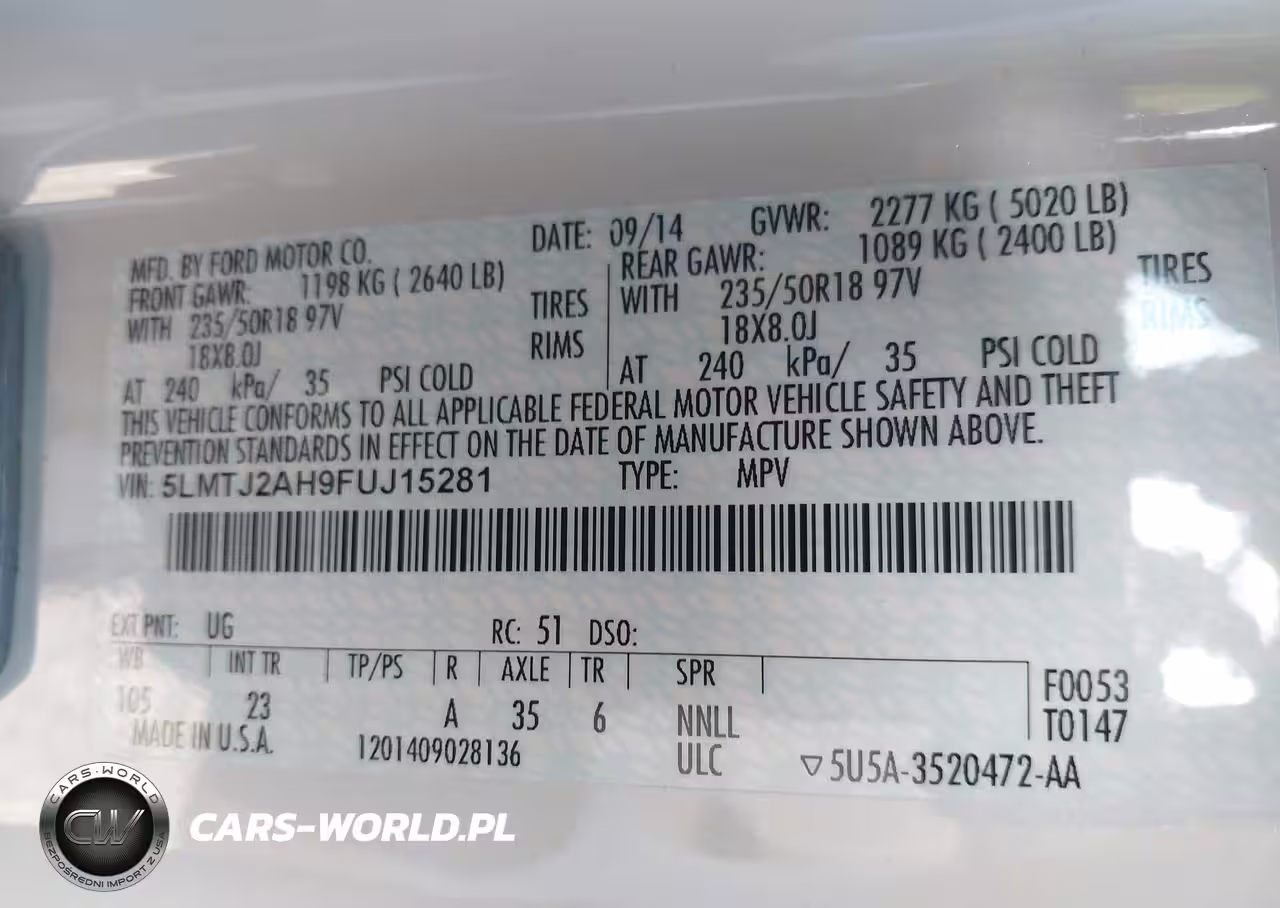 MFD. BY FORD MOTOR CO. DATE: 09/14 GVWR: 2277 KG ( 5020 LB)
FRONT GAWR: 1198 KG ( 2640 LB) REAR GAWR: 1089 KG ( 2400 LB)
WITH 235/50R18 97V TIRES WITH 235/50R18 97V TIRES
18X8.0J RIMS 18X8.0J RIMS
AT 240 kPa/ 35 PSI COLD AT 240 kPa/ 35 PSI COLD
THIS VEHICLE CONFORMS TO ALL APPLICABLE FEDERAL MOTOR VEHICLE SAFETY AND THEFT
PREVENTION STANDARDS IN EFFECT ON THE DATE OF MANUFACTURE SHOWN ABOVE.
VIN: 5LMTJ2AH9FUJ15281 TYPE: MPV
EXT PNT: UG RC: 51 DSO:
WB INT TR TP/PS R AXLE TR SPR F0053
105 23 A 35 6 NNLL T0147
MADE IN U.S.A. 1201409028136 ULC ▽5U5A-3520472-AA
CARS-WORLD
CW
BEZPOŚREDNI IMPORT Z USA
CARS-WORLD.PL